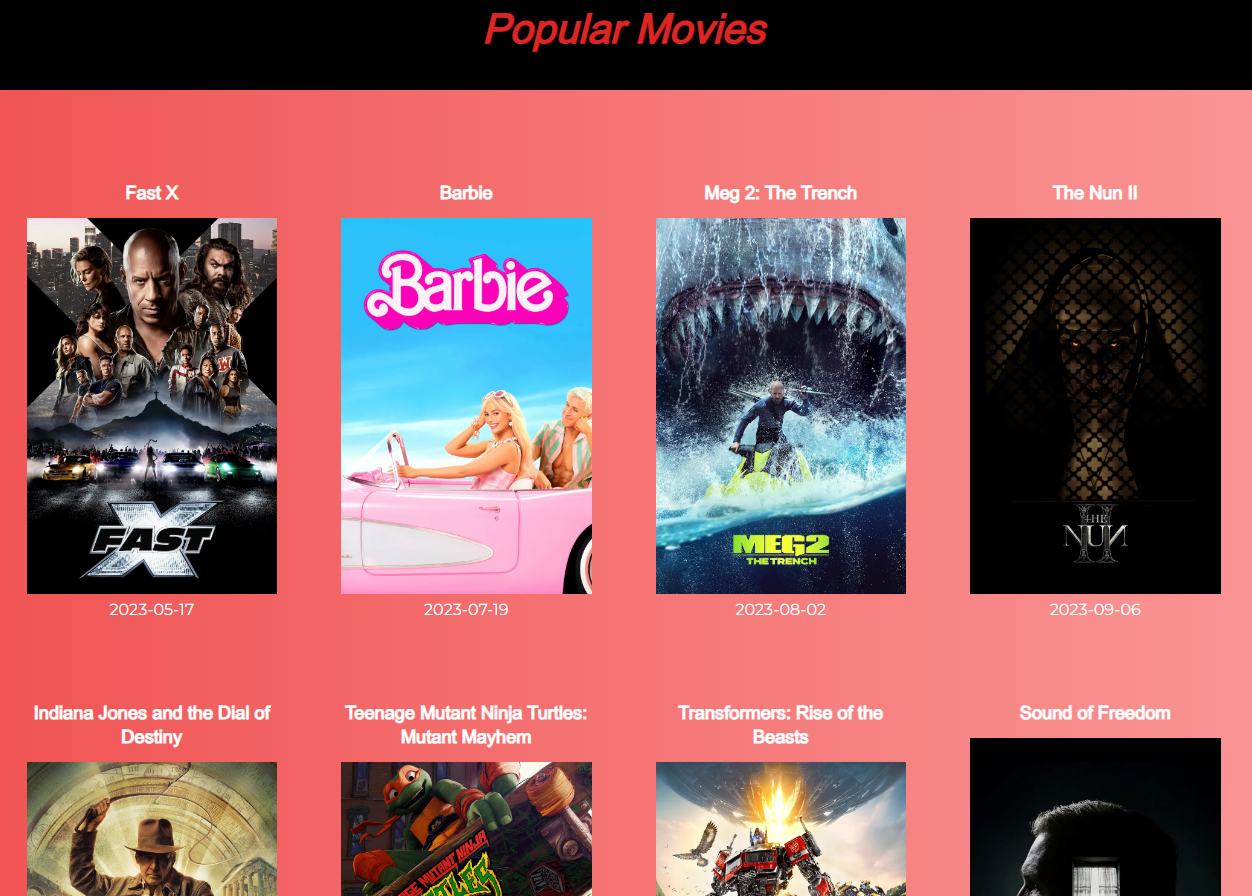 Popular Movies
Fast X
Barbie
Meg 2: The Trench
The Nun II
Barbie
FAST X
MEG2
THE TRENCH
THE
NUN
II
2023-05-17
2023-07-19
2023-08-02
2023-09-06
Indiana Jones and the Dial of
Destiny
Teenage Mutant Ninja Turtles:
Mutant Mayhem
Transformers: Rise of the
Beasts
Sound of Freedom